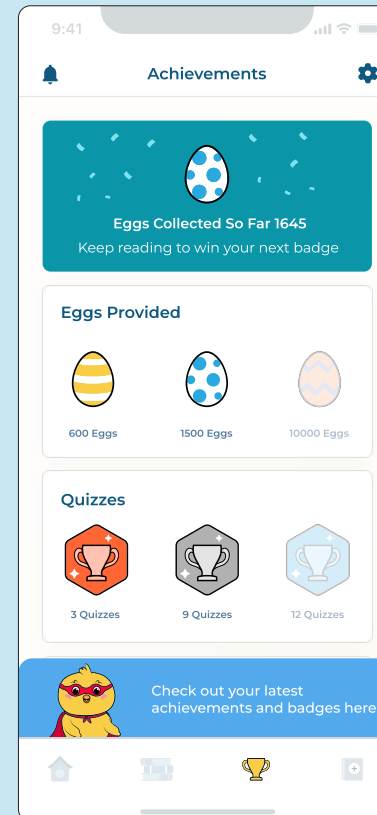 9:41
Achievements
Eggs Collected So Far 1645
Keep reading to win your next badge
Eggs Provided
600 Eggs
1500 Eggs
10000 Eggs
Quizzes
3 Quizzes
9 Quizzes
12 Quizzes
Check out your latest
achievements and badges here